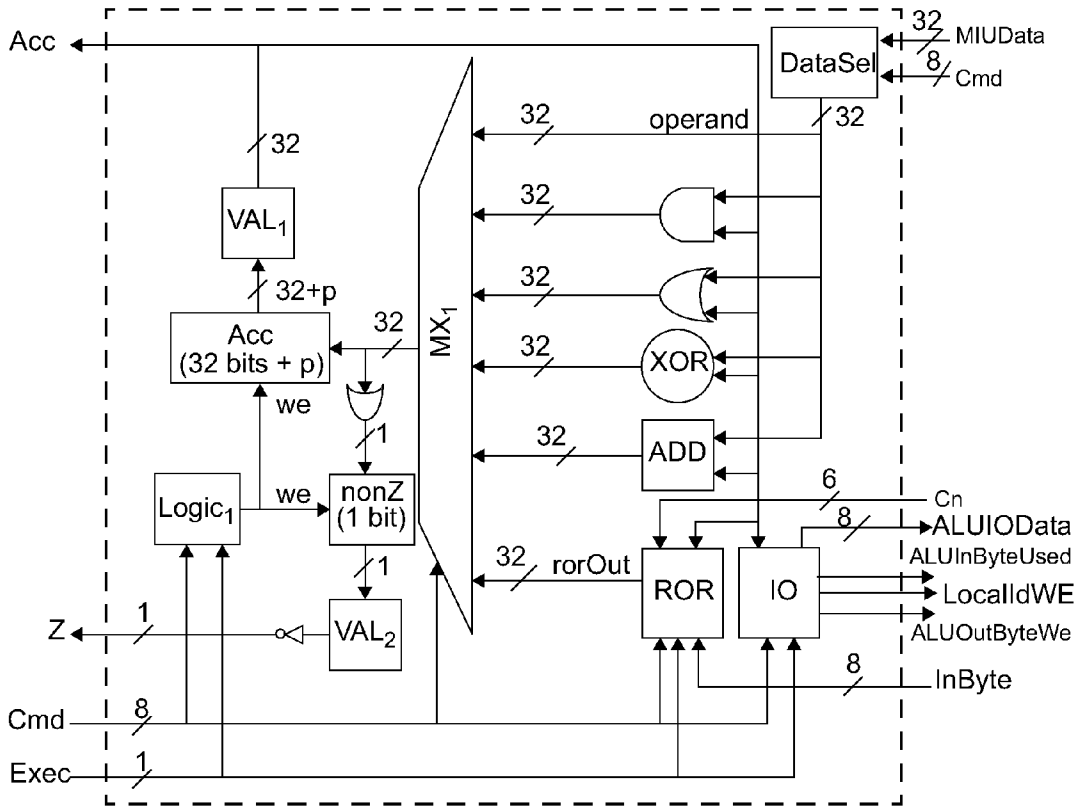 Acc
32
MIUData
DataSel
8
Cmd
32
operand
32
32
32
VAL1
32
32+p
32
Acc
(32 bits + p)
32
MX1
XOR
32
we
1
32
ADD
Logic1
we
nonZ
(1 bit)
6
Cn
8
ALUIOData
ALUInByteUsed
1
32
rorOut
ROR
IO
LocalIdWE
Z
1
VAL2
ALUOutByteWe
8
InByte
Cmd
8
Exec
1